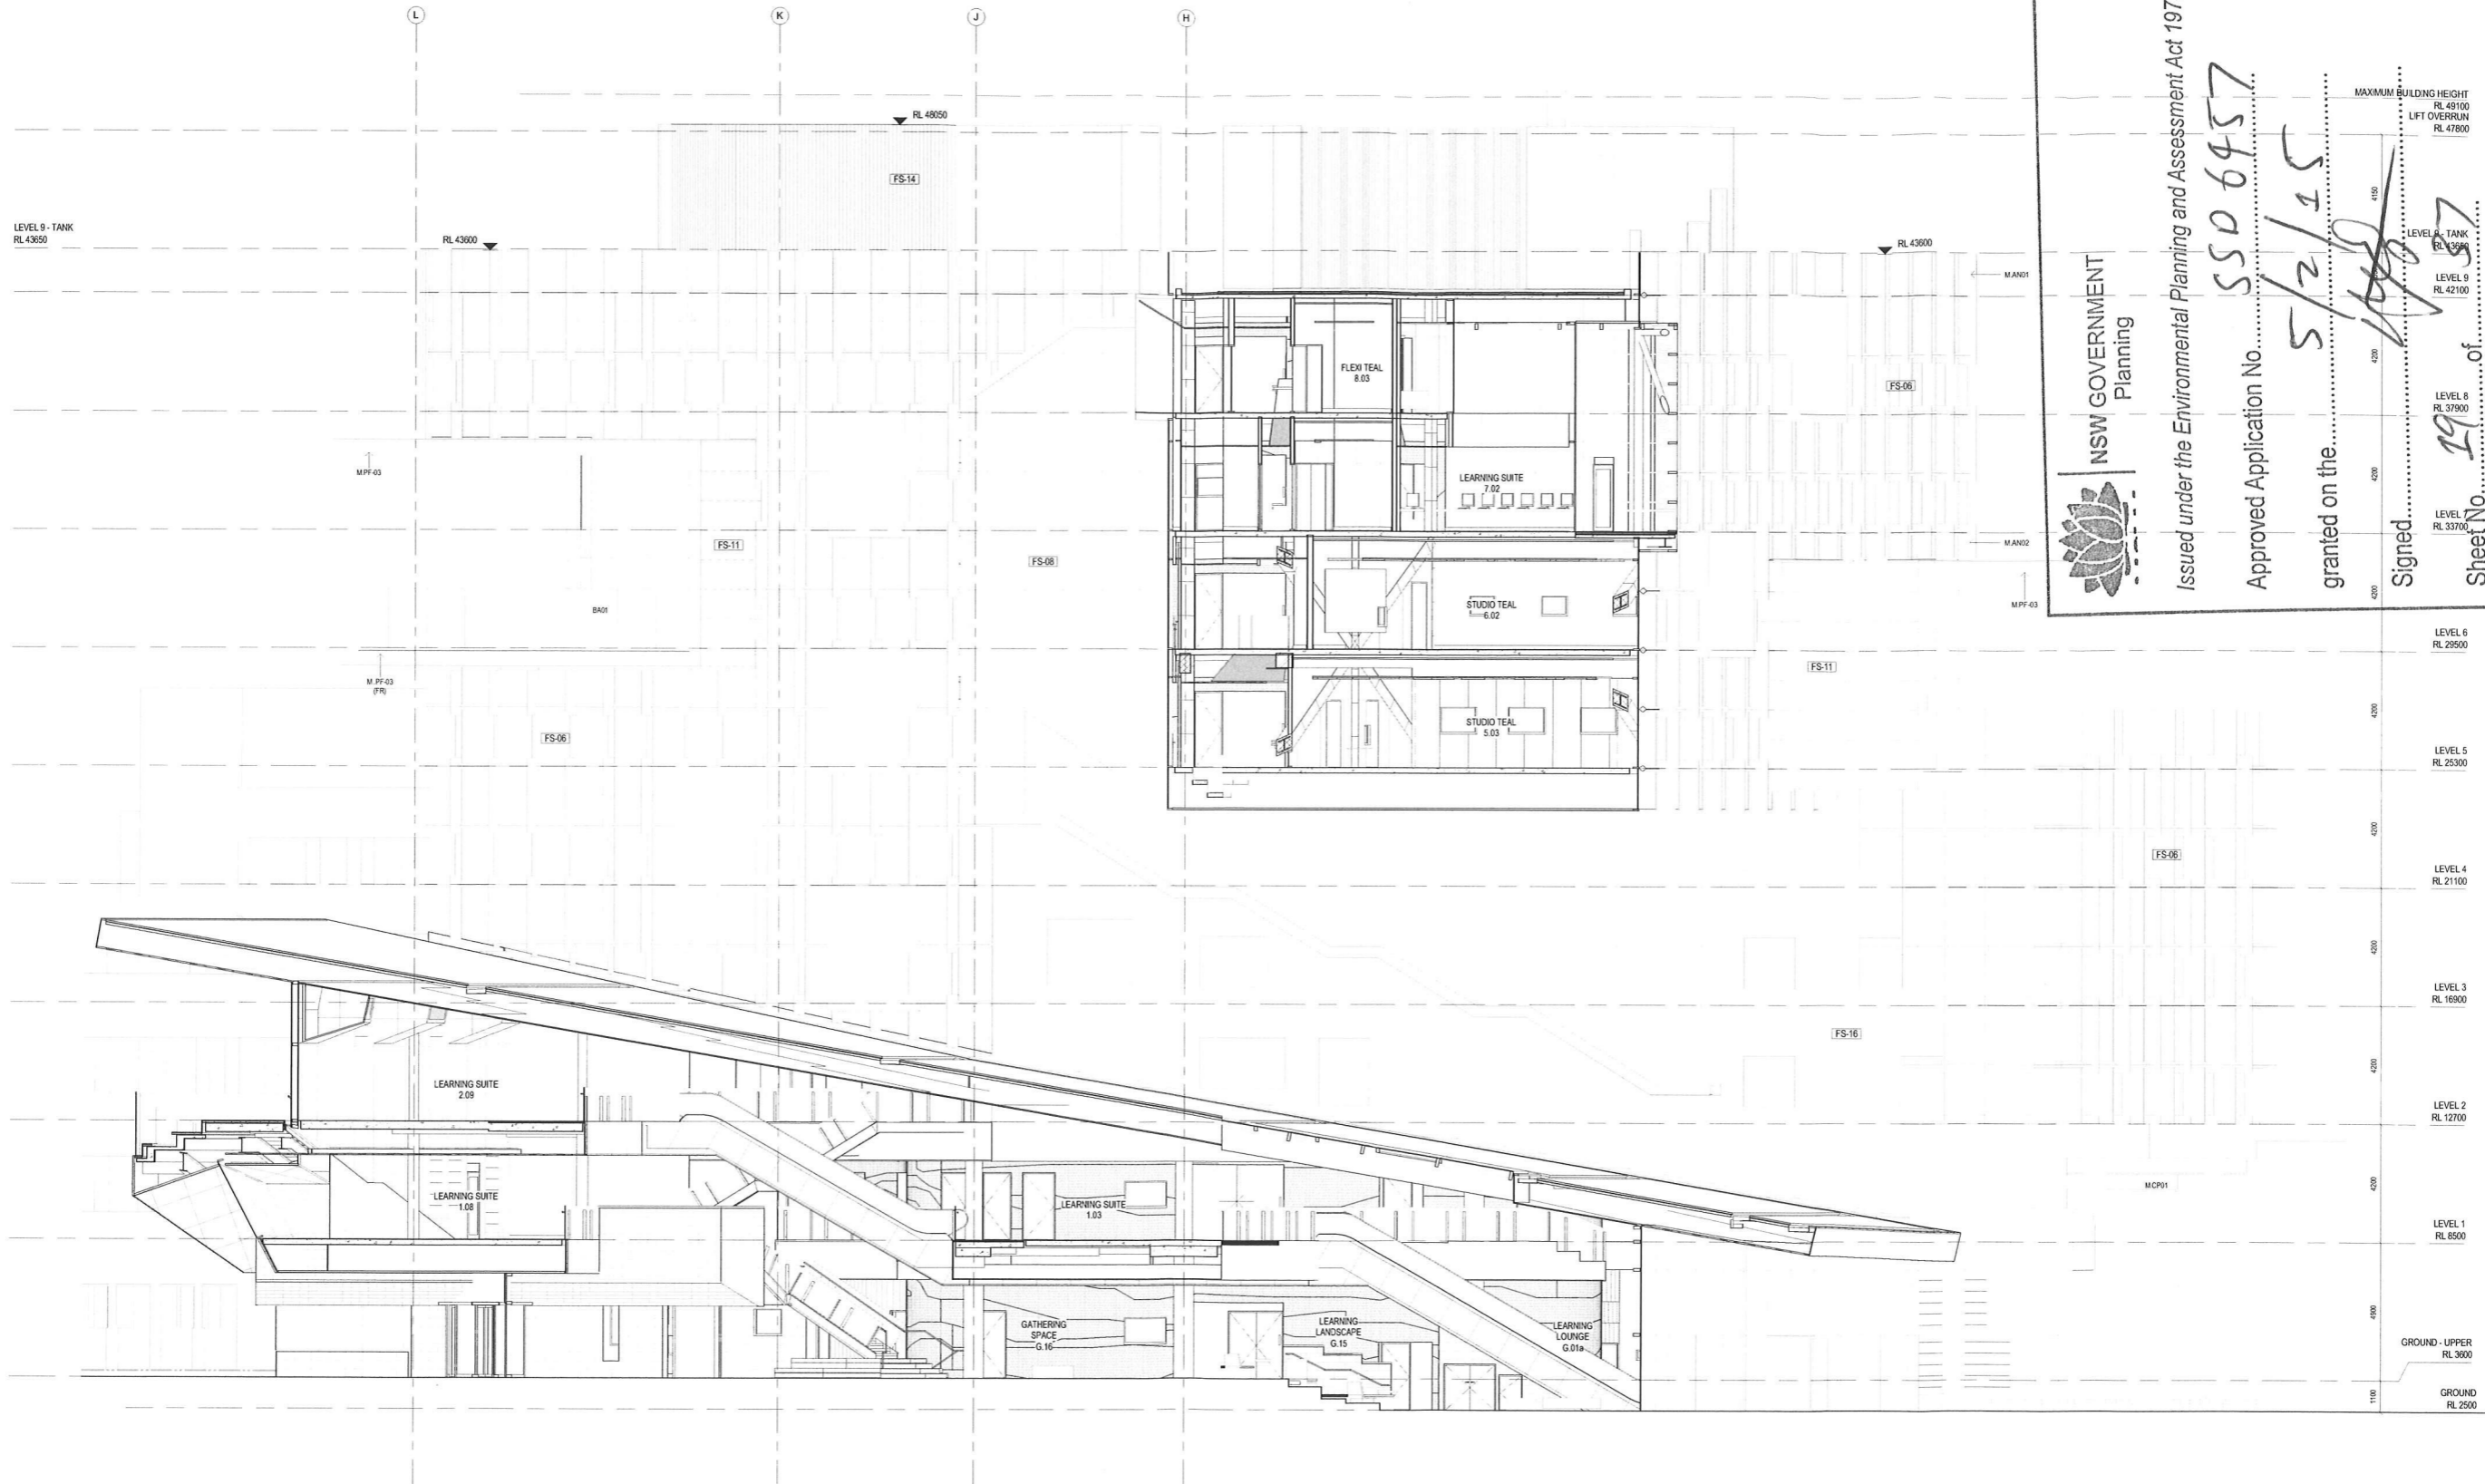 L
K
J
H
MAXIMUM BUILDING HEIGHT
RL 49100
LIFT OVERRUN
RL 47800
RL 48050
FS-14
LEVEL 9 - TANK
RL 43650
RL 43600
RL 43600
M.AN01
LEVEL 9 - TANK
RL 43650
LEVEL 9
RL 42100
FLEXI TEAL
8.03
FS-06
LEVEL 8
RL 37900
M.PF-03
LEARNING SUITE
7.02
LEVEL 7
RL 33700
FS-11
FS-08
M.AN02
BA01
STUDIO TEAL
6.02
M.PF-03
LEVEL 6
RL 29500
M.PF-03
(FR)
FS-11
FS-06
STUDIO TEAL
5.03
LEVEL 5
RL 25300
FS-06
LEVEL 4
RL 21100
LEVEL 3
RL 16900
FS-16
LEARNING SUITE
2.09
LEVEL 2
RL 12700
LEARNING SUITE
1.08
LEARNING SUITE
1.03
MCP01
LEVEL 1
RL 8500
GATHERING
SPACE
G.16
LEARNING
LANDSCAPE
G.15
LEARNING
LOUNGE
G.01a
GROUND - UPPER
RL 3600
GROUND
RL 2500
4150
4200
4200
4200
4200
4200
4200
4200
4200
4900
1100
NSW GOVERNMENT
Planning
Issued under the Environmental Planning and Assessment Act 197
Approved Application No. SSD 6457
granted on the 5/2/15
Signed
Sheet No. 19 of 57